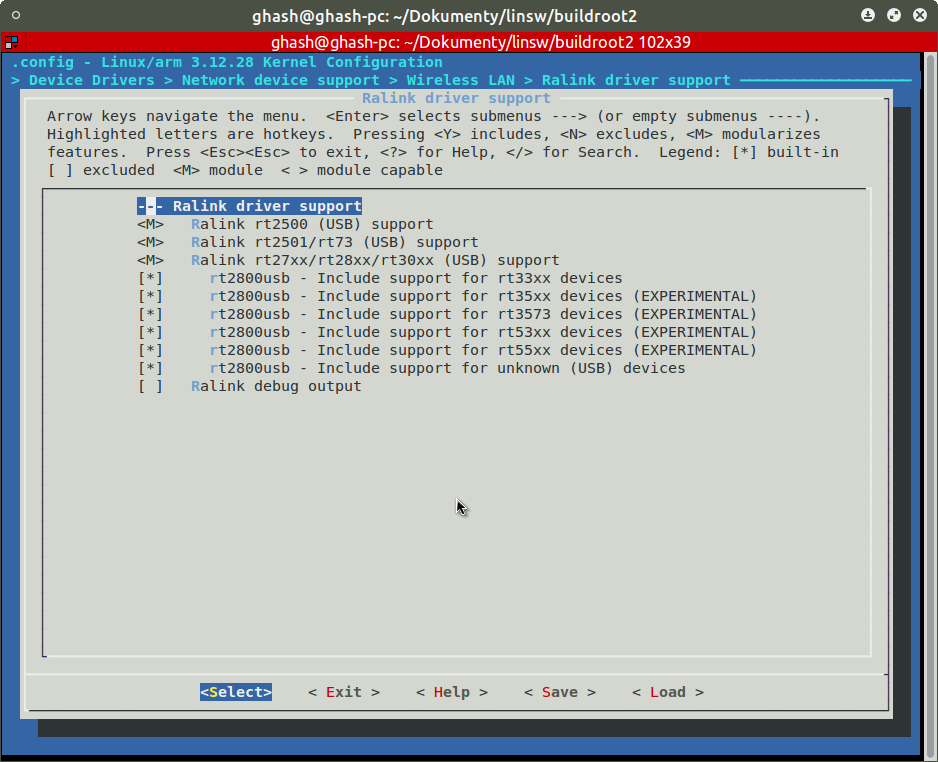 ghash@ghash-pc: ~/Dokumenty/linsw/buildroot2
ghash@ghash-pc: ~/Dokumenty/linsw/buildroot2 102x39
.config - Linux/arm 3.12.28 Kernel Configuration
> Device Drivers > Network device support > Wireless LAN > Ralink driver support
Ralink driver support
Arrow keys navigate the menu.  <Enter> selects submenus ---> (or empty submenus ----).
Highlighted letters are hotkeys.  Pressing <Y> includes, <N> excludes, <M> modularizes
features.  Press <Esc><Esc> to exit, <?> for Help, </> for Search.  Legend: [*] built-in
[ ] excluded  <M> module  < > module capable
--- Ralink driver support
<M>   Ralink rt2500 (USB) support
<M>   Ralink rt2501/rt73 (USB) support
<M>   Ralink rt27xx/rt28xx/rt30xx (USB) support
[*]     rt2800usb - Include support for rt33xx devices
[*]     rt2800usb - Include support for rt35xx devices (EXPERIMENTAL)
[*]     rt2800usb - Include support for rt3573 devices (EXPERIMENTAL)
[*]     rt2800usb - Include support for rt53xx devices (EXPERIMENTAL)
[*]     rt2800usb - Include support for rt55xx devices (EXPERIMENTAL)
[*]     rt2800usb - Include support for unknown (USB) devices
[ ]   Ralink debug output
<Select>    < Exit >    < Help >    < Save >    < Load >